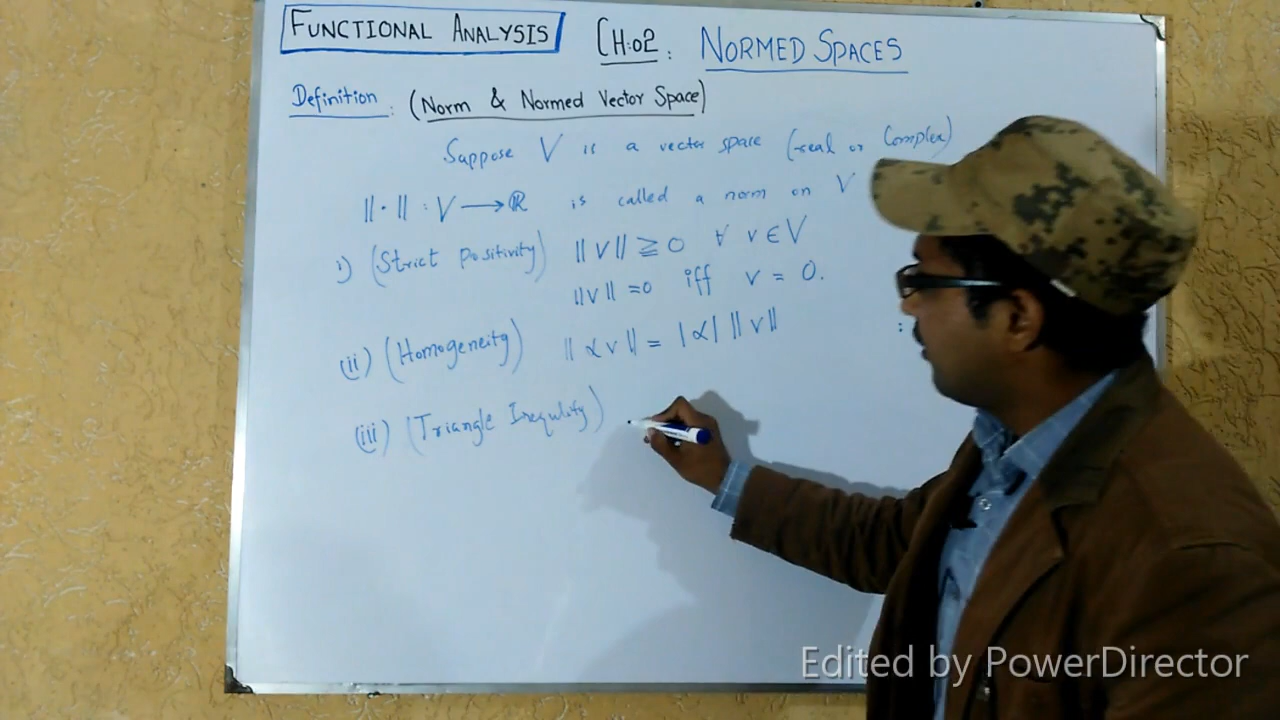 FUNCTIONAL ANALYSIS CH:02: NORMED SPACES
Definition: (Norm & Normed Vector Space)
Suppose V is a vector space (real or Complex)
||·|| : V → ℝ is called a norm on V
i) (Strict positivity) ||V|| ≧ 0 ∀ v ∈ V
||v|| = 0 iff v = 0.
(ii) (Homogeneity) ||αv|| = |α| ||v||
(iii) (Triangle Inequlity)
Edited by PowerDirector